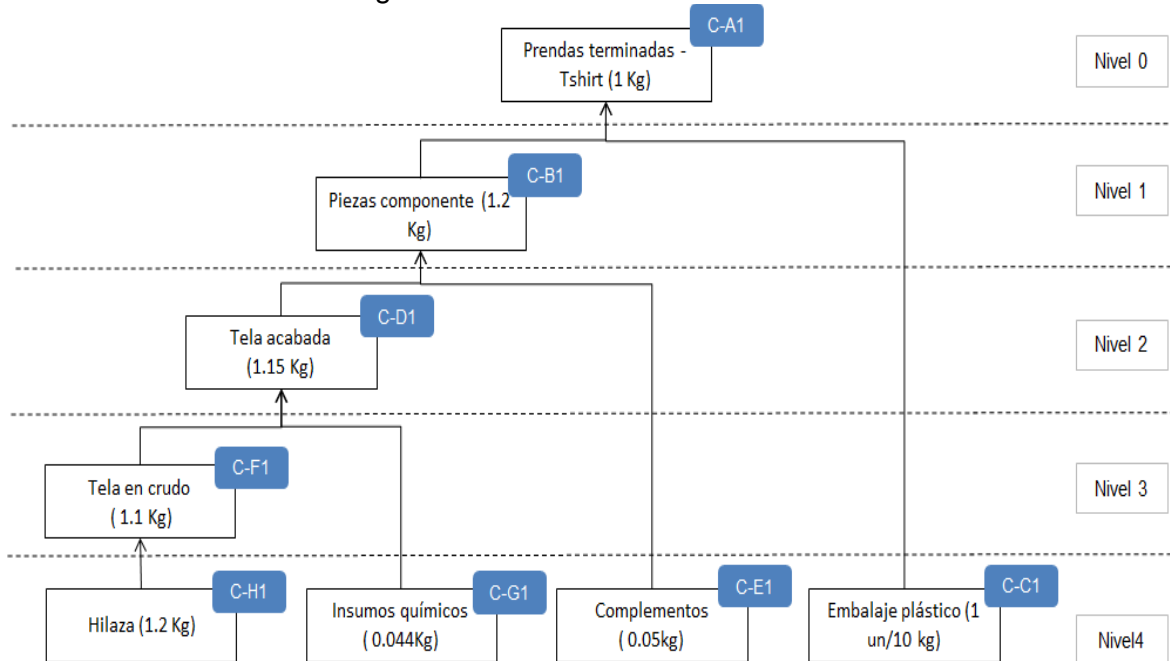 g
C-A1
Prendas terminadas -
Tshirt (1 Kg)
Nivel 0
C-B1
Piezas componente (1.2
Kg)
Nivel 1
C-D1
Tela acabada
(1.15 Kg)
Nivel 2
C-F1
Tela en crudo
( 1.1 Kg)
Nivel 3
C-H1
Hilaza (1.2 Kg)
C-G1
Insumos químicos
( 0.044Kg)
C-E1
Complementos
( 0.05kg)
C-C1
Embalaje plástico (1
un/10 kg)
Nivel4